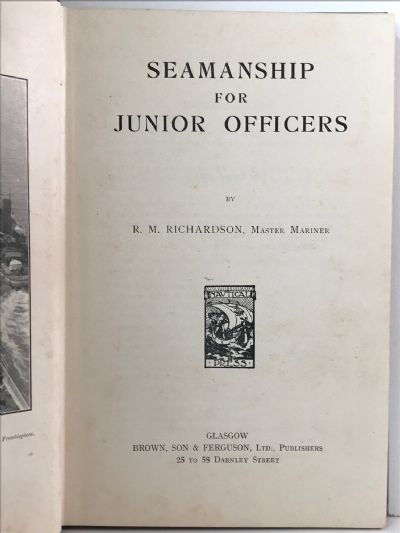 SEAMANSHIP
FOR
JUNIOR OFFICERS
BY
R. M. RICHARDSON, MASTER MARINER
NAUTICAL
PRESS
GLASGOW
BROWN, SON & FERGUSON, LTD., PUBLISHERS
25 TO 58 DARNLEY STREET
Frontispiece.